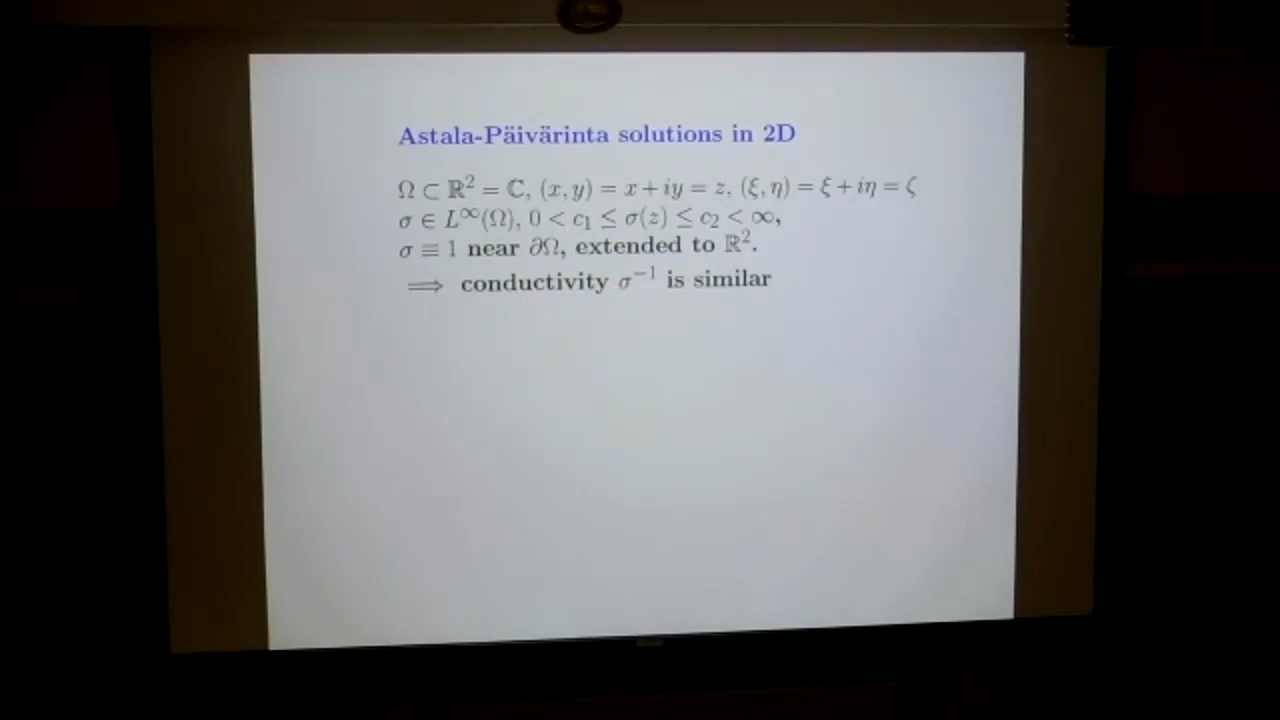 Astala-Päivärinta solutions in 2D
Ω ⊂ ℝ² = ℂ, (x, y) = x + iy = z, (ξ, η) = ξ + iη = ζ
σ ∈ L^∞(Ω), 0 < c₁ ≤ σ(z) ≤ c₂ < ∞,
σ ≡ 1 near ∂Ω, extended to ℝ².
⟹ conductivity σ⁻¹ is similar